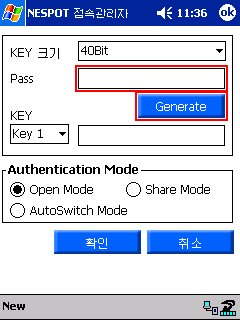 NESPOT 접속관리자 11:36 ok
KEY 크기 40Bit
Pass
Generate
KEY
Key 1
Authentication Mode
Open Mode Share Mode
AutoSwitch Mode
확인 취소
New